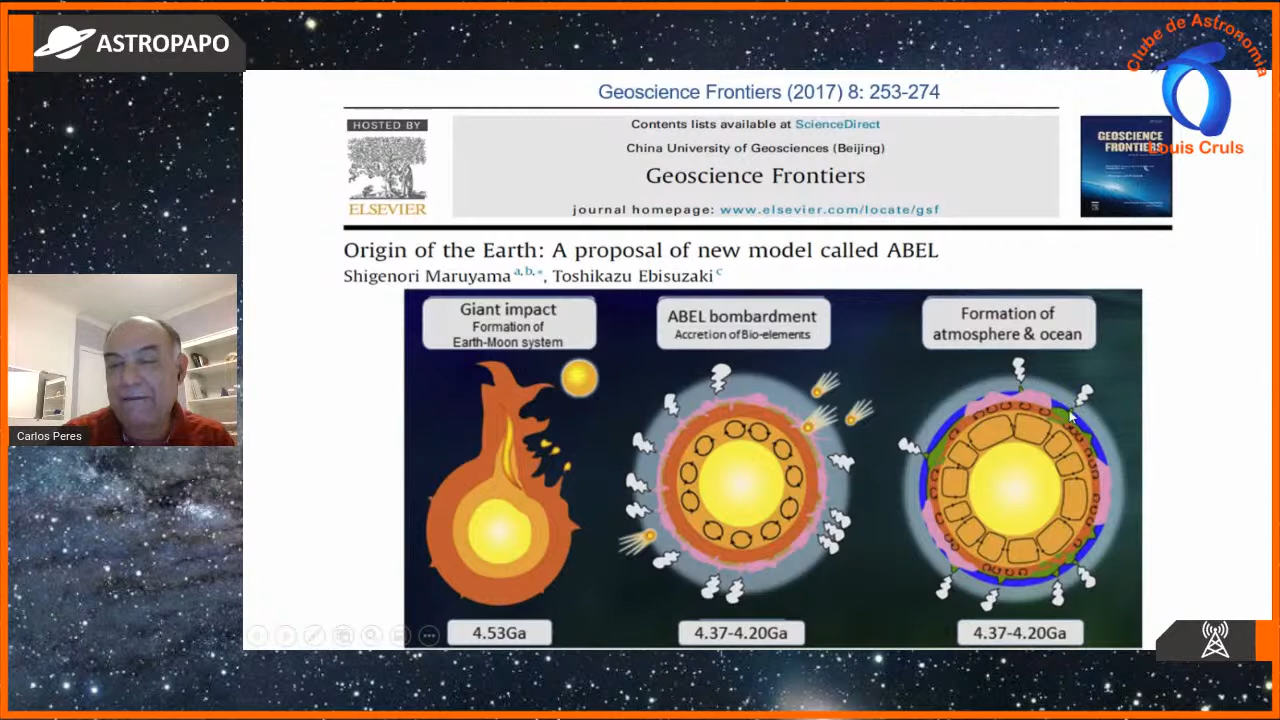 ASTROPAPO
Clube de Astronomia
Louis Cruls
Geoscience Frontiers (2017) 8: 253-274
HOSTED BY
ELSEVIER
Contents lists available at ScienceDirect
China University of Geosciences (Beijing)
Geoscience Frontiers
journal homepage: www.elsevier.com/locate/gsf
GEOSCIENCE
FRONTIERS
Origin of the Earth: A proposal of new model called ABEL
Shigenori Maruyama a,b,*, Toshikazu Ebisuzaki c
Giant impact
Formation of
Earth-Moon system
ABEL bombardment
Accretion of Bio-elements
Formation of
atmosphere & ocean
Carlos Peres
4.53Ga
4.37-4.20Ga
4.37-4.20Ga